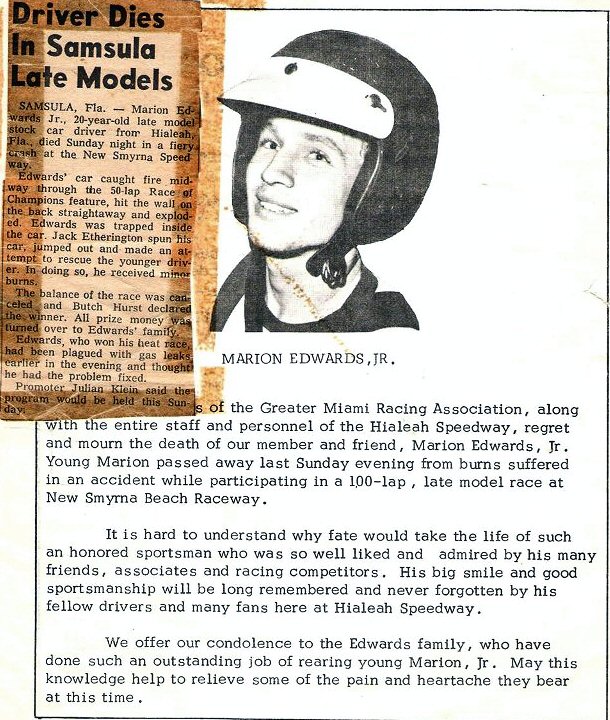 Driver Dies
In Samsula
Late Models
SAMSULA, Fla. — Marion Ed-
wards Jr., 20-year-old late model
stock car driver from Hialeah,
Fla., died Sunday night in a fiery
crash at the New Smyrna Speed-
way.
Edwards' car caught fire mid-
way through the 50-lap Race of
Champions feature, hit the wall on
the back straightaway and explod-
ed. Edwards was trapped inside
the car. Jack Etherington spun his
car, jumped out and made an at-
tempt to rescue the younger driv-
er. In doing so, he received minor
burns.
The balance of the race was can-
celed and Butch Hurst declared
the winner. All prize money was
turned over to Edwards' family.
Edwards, who won his heat race,
had been plagued with gas leaks
earlier in the evening and thought
he had the problem fixed.
Promoter Julian Klein said the
program would be held this Sun-
day.
MARION EDWARDS, JR.
s of the Greater Miami Racing Association, along
with the entire staff and personnel of the Hialeah Speedway, regret
and mourn the death of our member and friend, Marion Edwards, Jr.
Young Marion passed away last Sunday evening from burns suffered
in an accident while participating in a 100-lap , late model race at
New Smyrna Beach Raceway.
It is hard to understand why fate would take the life of such
an honored sportsman who was so well liked and admired by his many
friends, associates and racing competitors. His big smile and good
sportsmanship will be long remembered and never forgotten by his
fellow drivers and many fans here at Hialeah Speedway.
We offer our condolence to the Edwards family, who have
done such an outstanding job of rearing young Marion, Jr. May this
knowledge help to relieve some of the pain and heartache they bear
at this time.